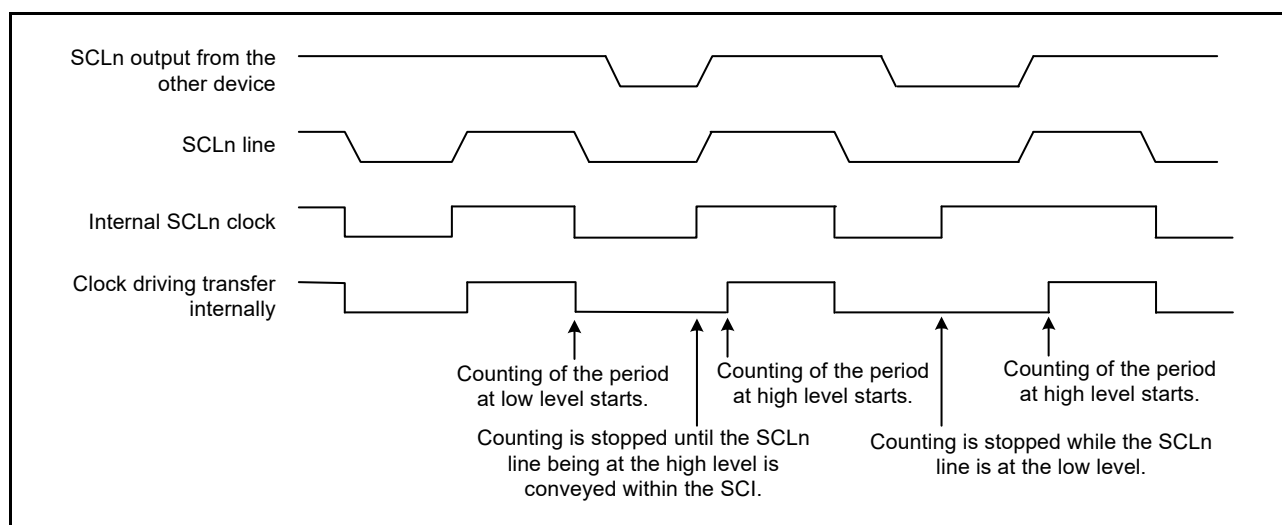 SCLn output from the
other device
SCLn line
Internal SCLn clock
Clock driving transfer
internally
Counting of the period
at low level starts.
Counting of the period
at high level starts.
Counting of the period
at high level starts.
Counting is stopped until the SCLn
line being at the high level is
conveyed within the SCI.
Counting is stopped while the SCLn
line is at the low level.